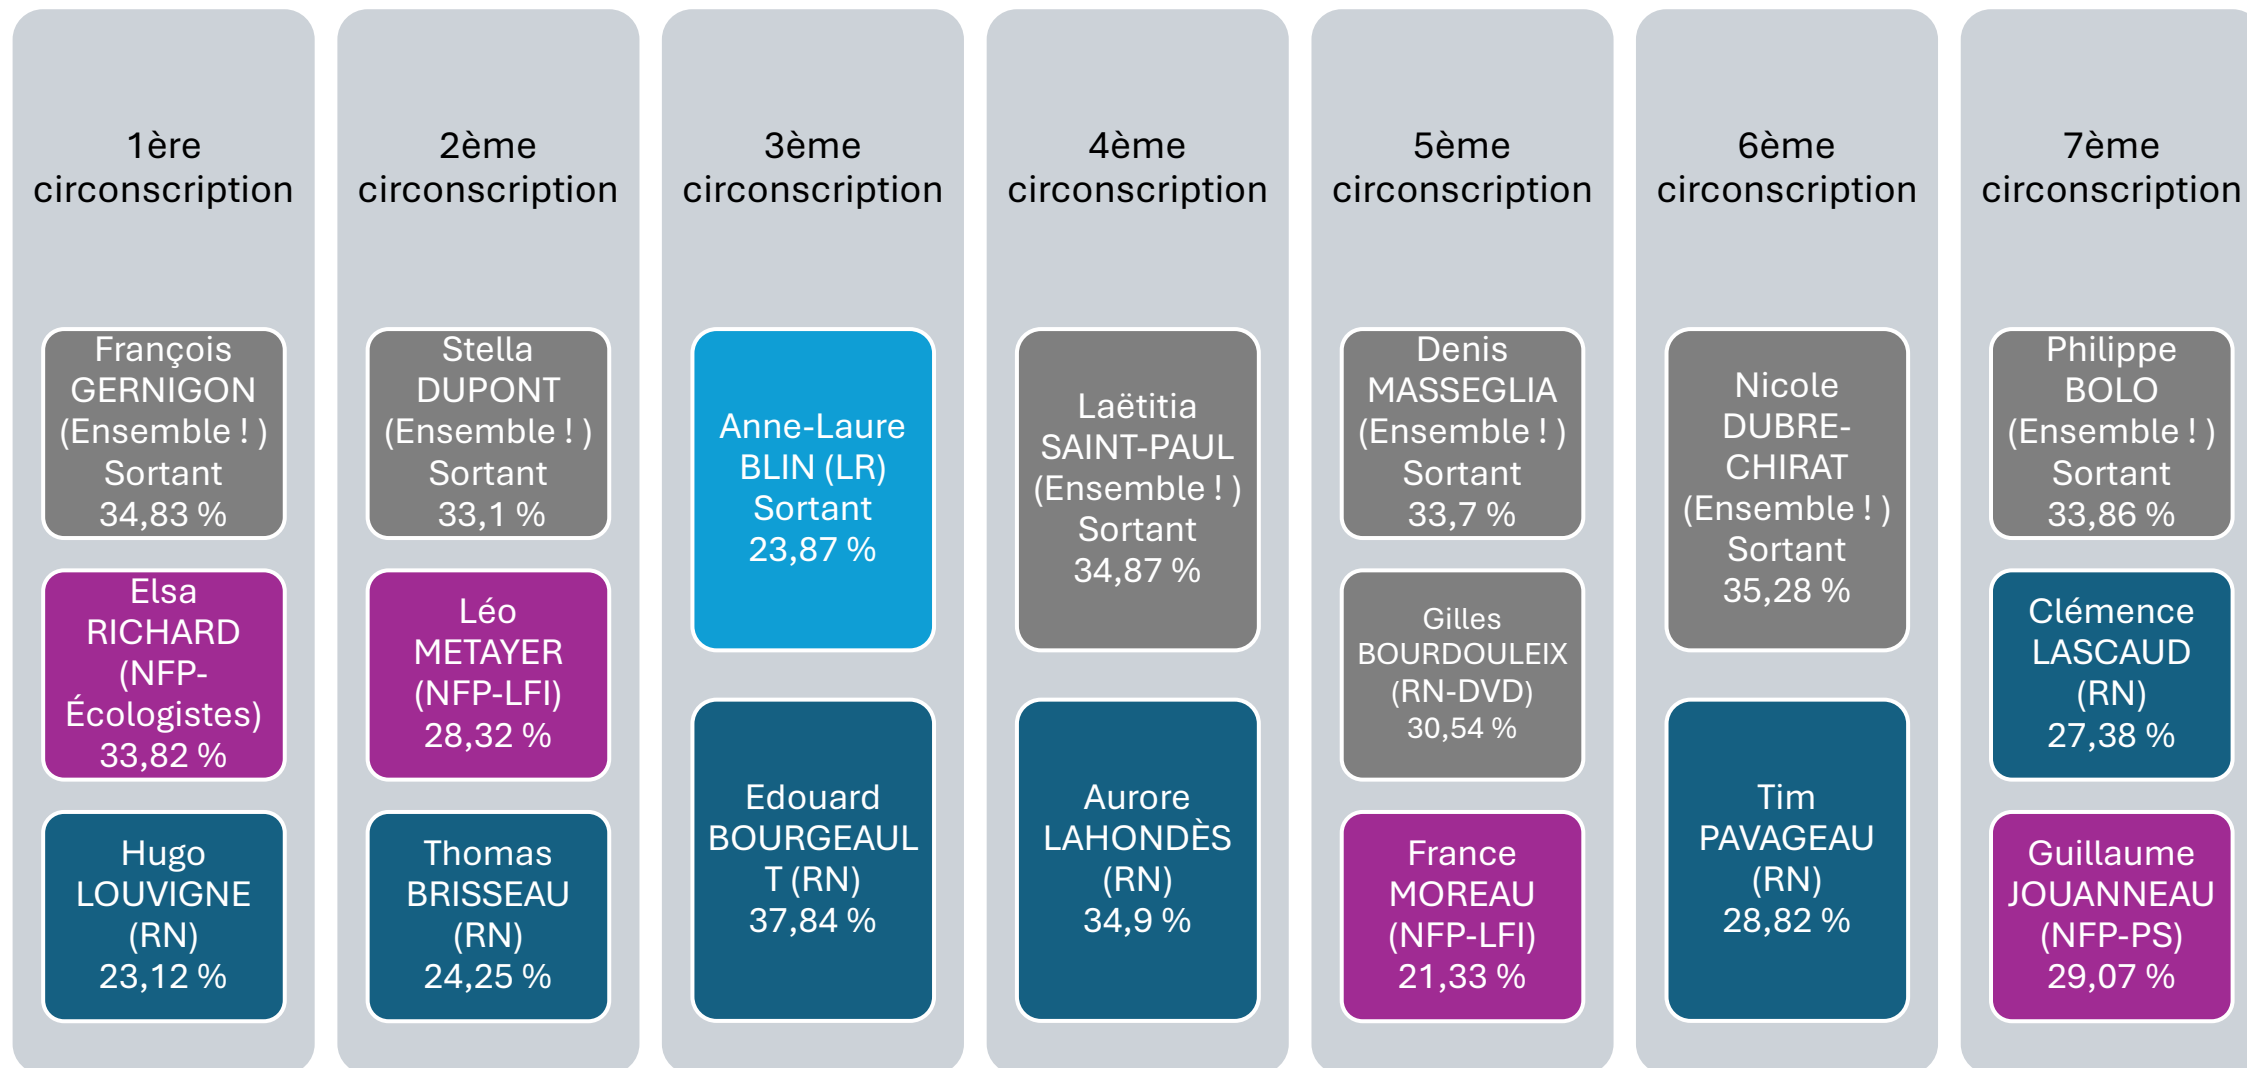 1ère
circonscription
François
GERNIGON
(Ensemble ! )
Sortant
34,83 %
Elsa
RICHARD
(NFP-
Écologistes)
33,82 %
Hugo
LOUVIGNE
(RN)
23,12 %
2ème
circonscription
Stella
DUPONT
(Ensemble ! )
Sortant
33,1 %
Léo
METAYER
(NFP-LFI)
28,32 %
Thomas
BRISSEAU
(RN)
24,25 %
3ème
circonscription
Anne-Laure
BLIN (LR)
Sortant
23,87 %
Edouard
BOURGEAUL
T (RN)
37,84 %
4ème
circonscription
Laëtitia
SAINT-PAUL
(Ensemble ! )
Sortant
34,87 %
Aurore
LAHONDÈS
(RN)
34,9 %
5ème
circonscription
Denis
MASSEGLIA
(Ensemble ! )
Sortant
33,7 %
Gilles
BOURDOULEIX
(RN-DVD)
30,54 %
France
MOREAU
(NFP-LFI)
21,33 %
6ème
circonscription
Nicole
DUBRE-
CHIRAT
(Ensemble ! )
Sortant
35,28 %
Tim
PAVAGEAU
(RN)
28,82 %
7ème
circonscription
Philippe
BOLO
(Ensemble ! )
Sortant
33,86 %
Clémence
LASCAUD
(RN)
27,38 %
Guillaume
JOUANNEAU
(NFP-PS)
29,07 %